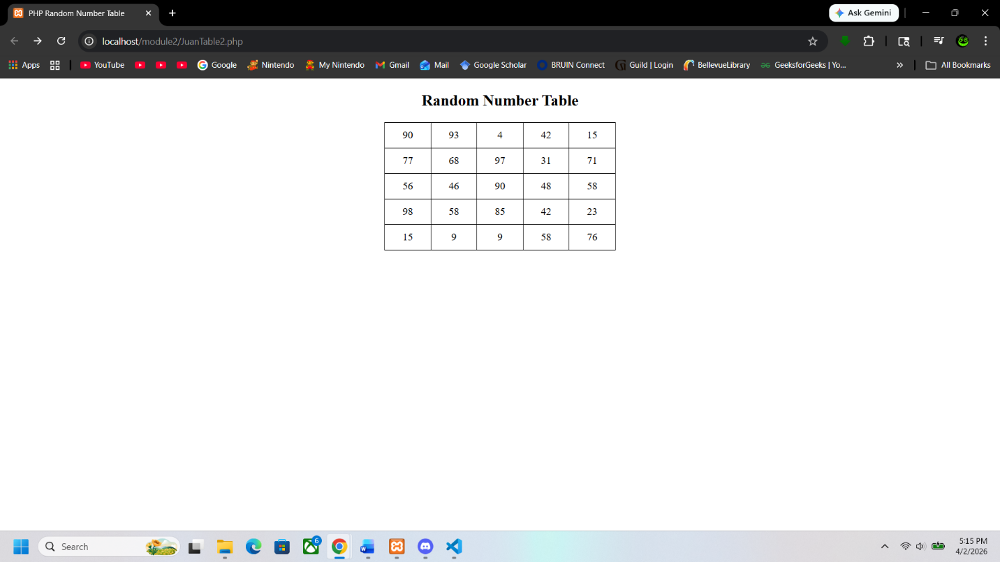 PHP Random Number Table
Ask Gemini
localhost/module2/JuanTable2.php
Apps YouTube Google Nintendo My Nintendo Gmail Mail Google Scholar BRUIN Connect Guild | Login BellevueLibrary GeeksforGeeks | Yo... » All Bookmarks
Random Number Table
90 93 4 42 15
77 68 97 31 71
56 46 90 48 58
98 58 85 42 23
15 9 9 58 76
Search
6
5:15 PM
4/2/2026